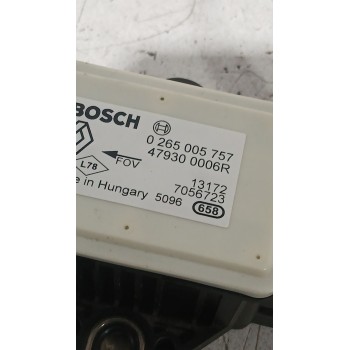 BOSCH
0 265 005 757
47930 0006R
FOV
L78
13172
7056723
in Hungary 5096 658